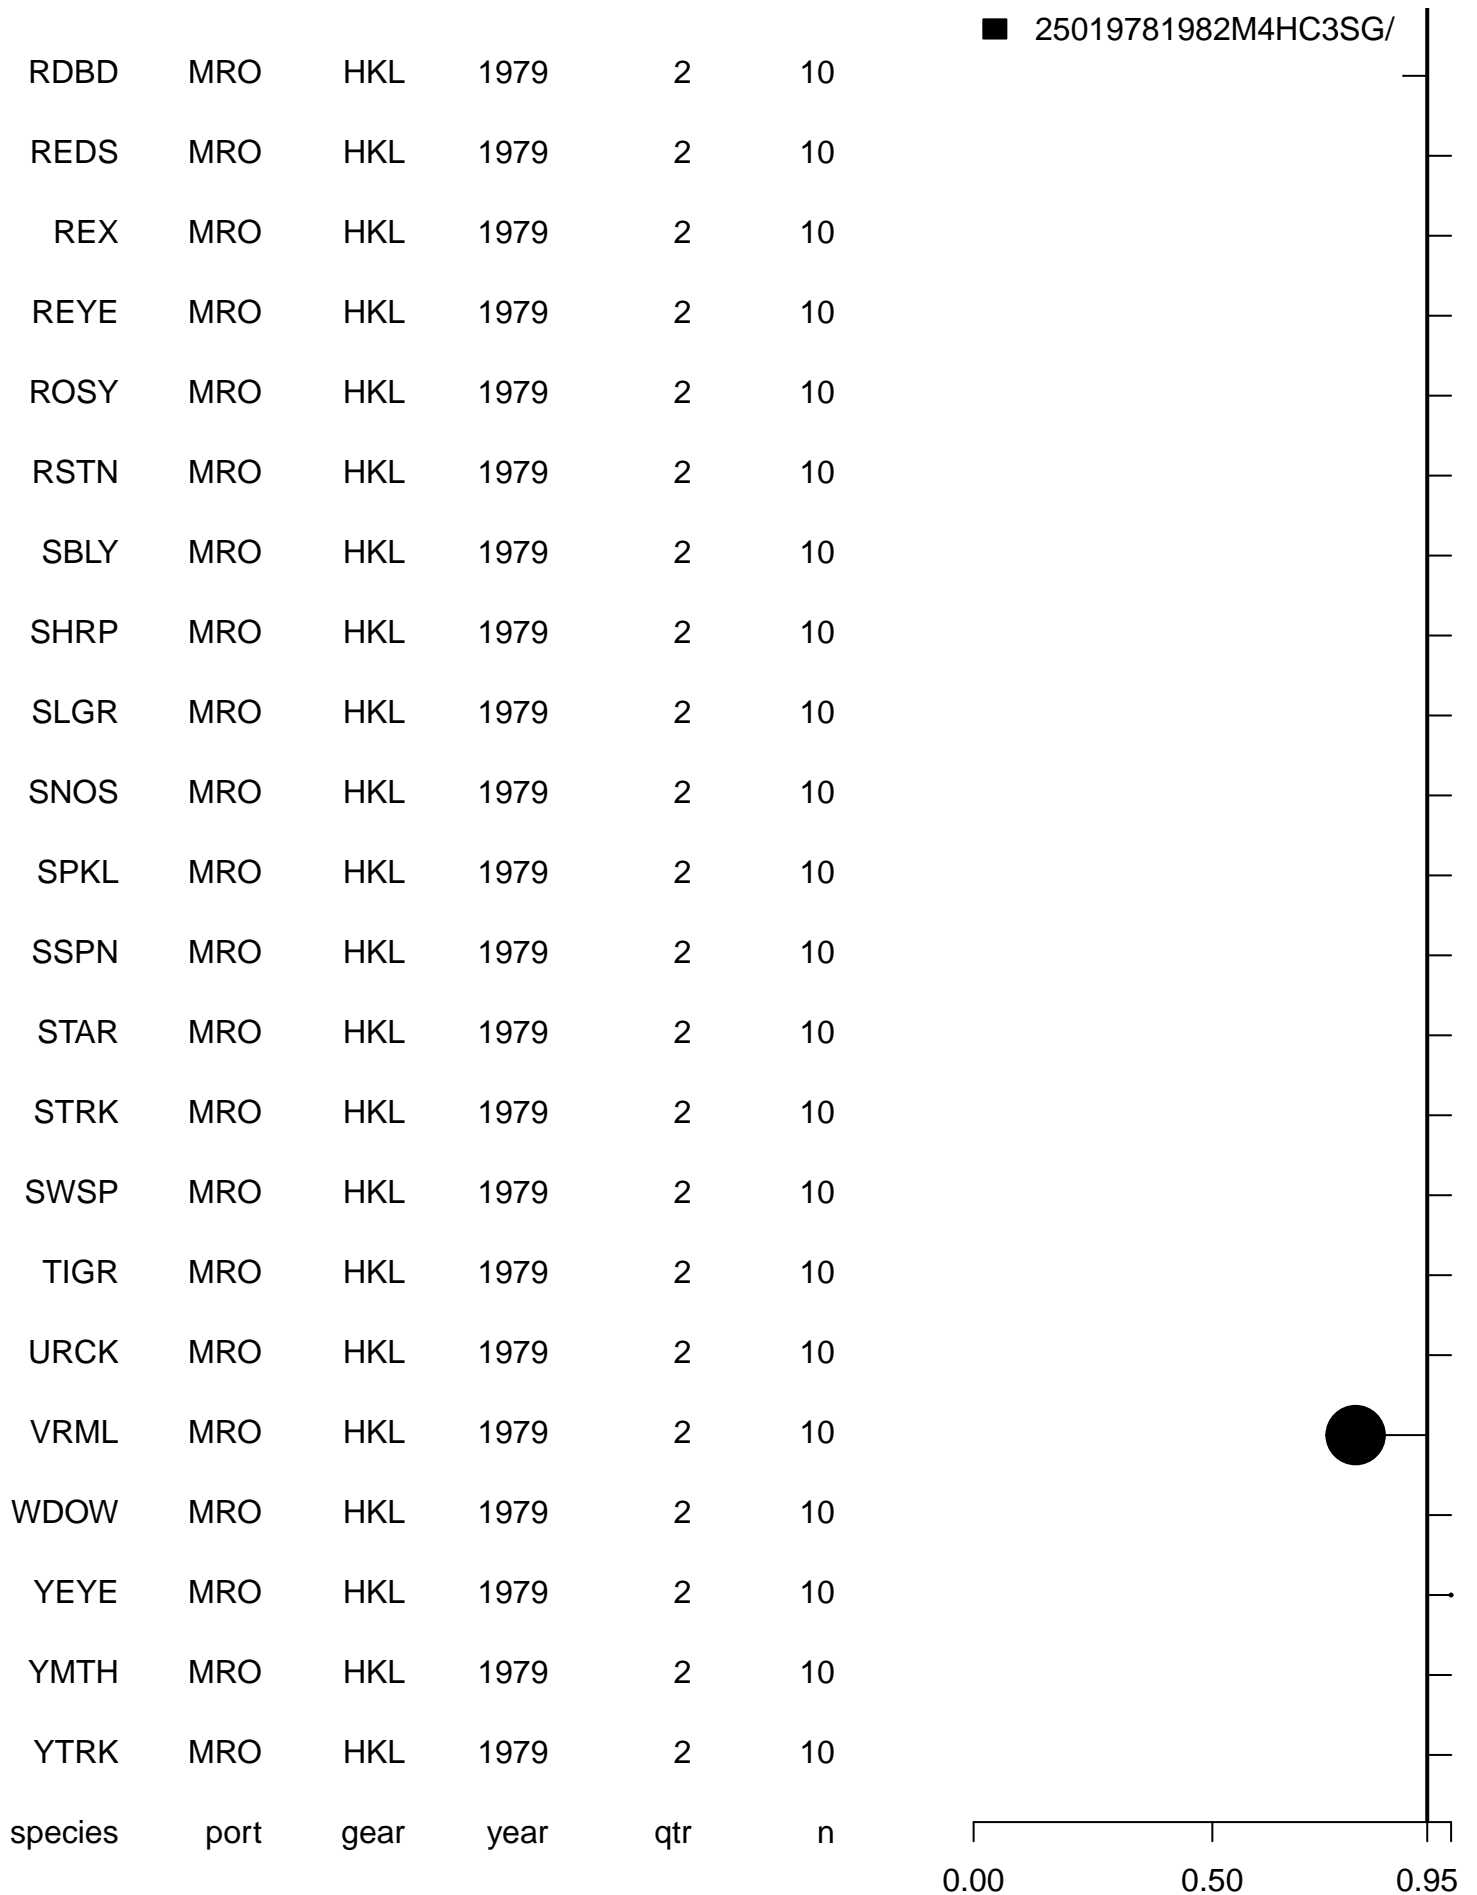 25019781982M4HC3SG/
RDBD MRO HKL 1979 2 10
REDS MRO HKL 1979 2 10
REX MRO HKL 1979 2 10
REYE MRO HKL 1979 2 10
ROSY MRO HKL 1979 2 10
RSTN MRO HKL 1979 2 10
SBLY MRO HKL 1979 2 10
SHRP MRO HKL 1979 2 10
SLGR MRO HKL 1979 2 10
SNOS MRO HKL 1979 2 10
SPKL MRO HKL 1979 2 10
SSPN MRO HKL 1979 2 10
STAR MRO HKL 1979 2 10
STRK MRO HKL 1979 2 10
SWSP MRO HKL 1979 2 10
TIGR MRO HKL 1979 2 10
URCK MRO HKL 1979 2 10
VRML MRO HKL 1979 2 10
WDOW MRO HKL 1979 2 10
YEYE MRO HKL 1979 2 10
YMTH MRO HKL 1979 2 10
YTRK MRO HKL 1979 2 10
species port gear year qtr n
0.00 0.50 0.95